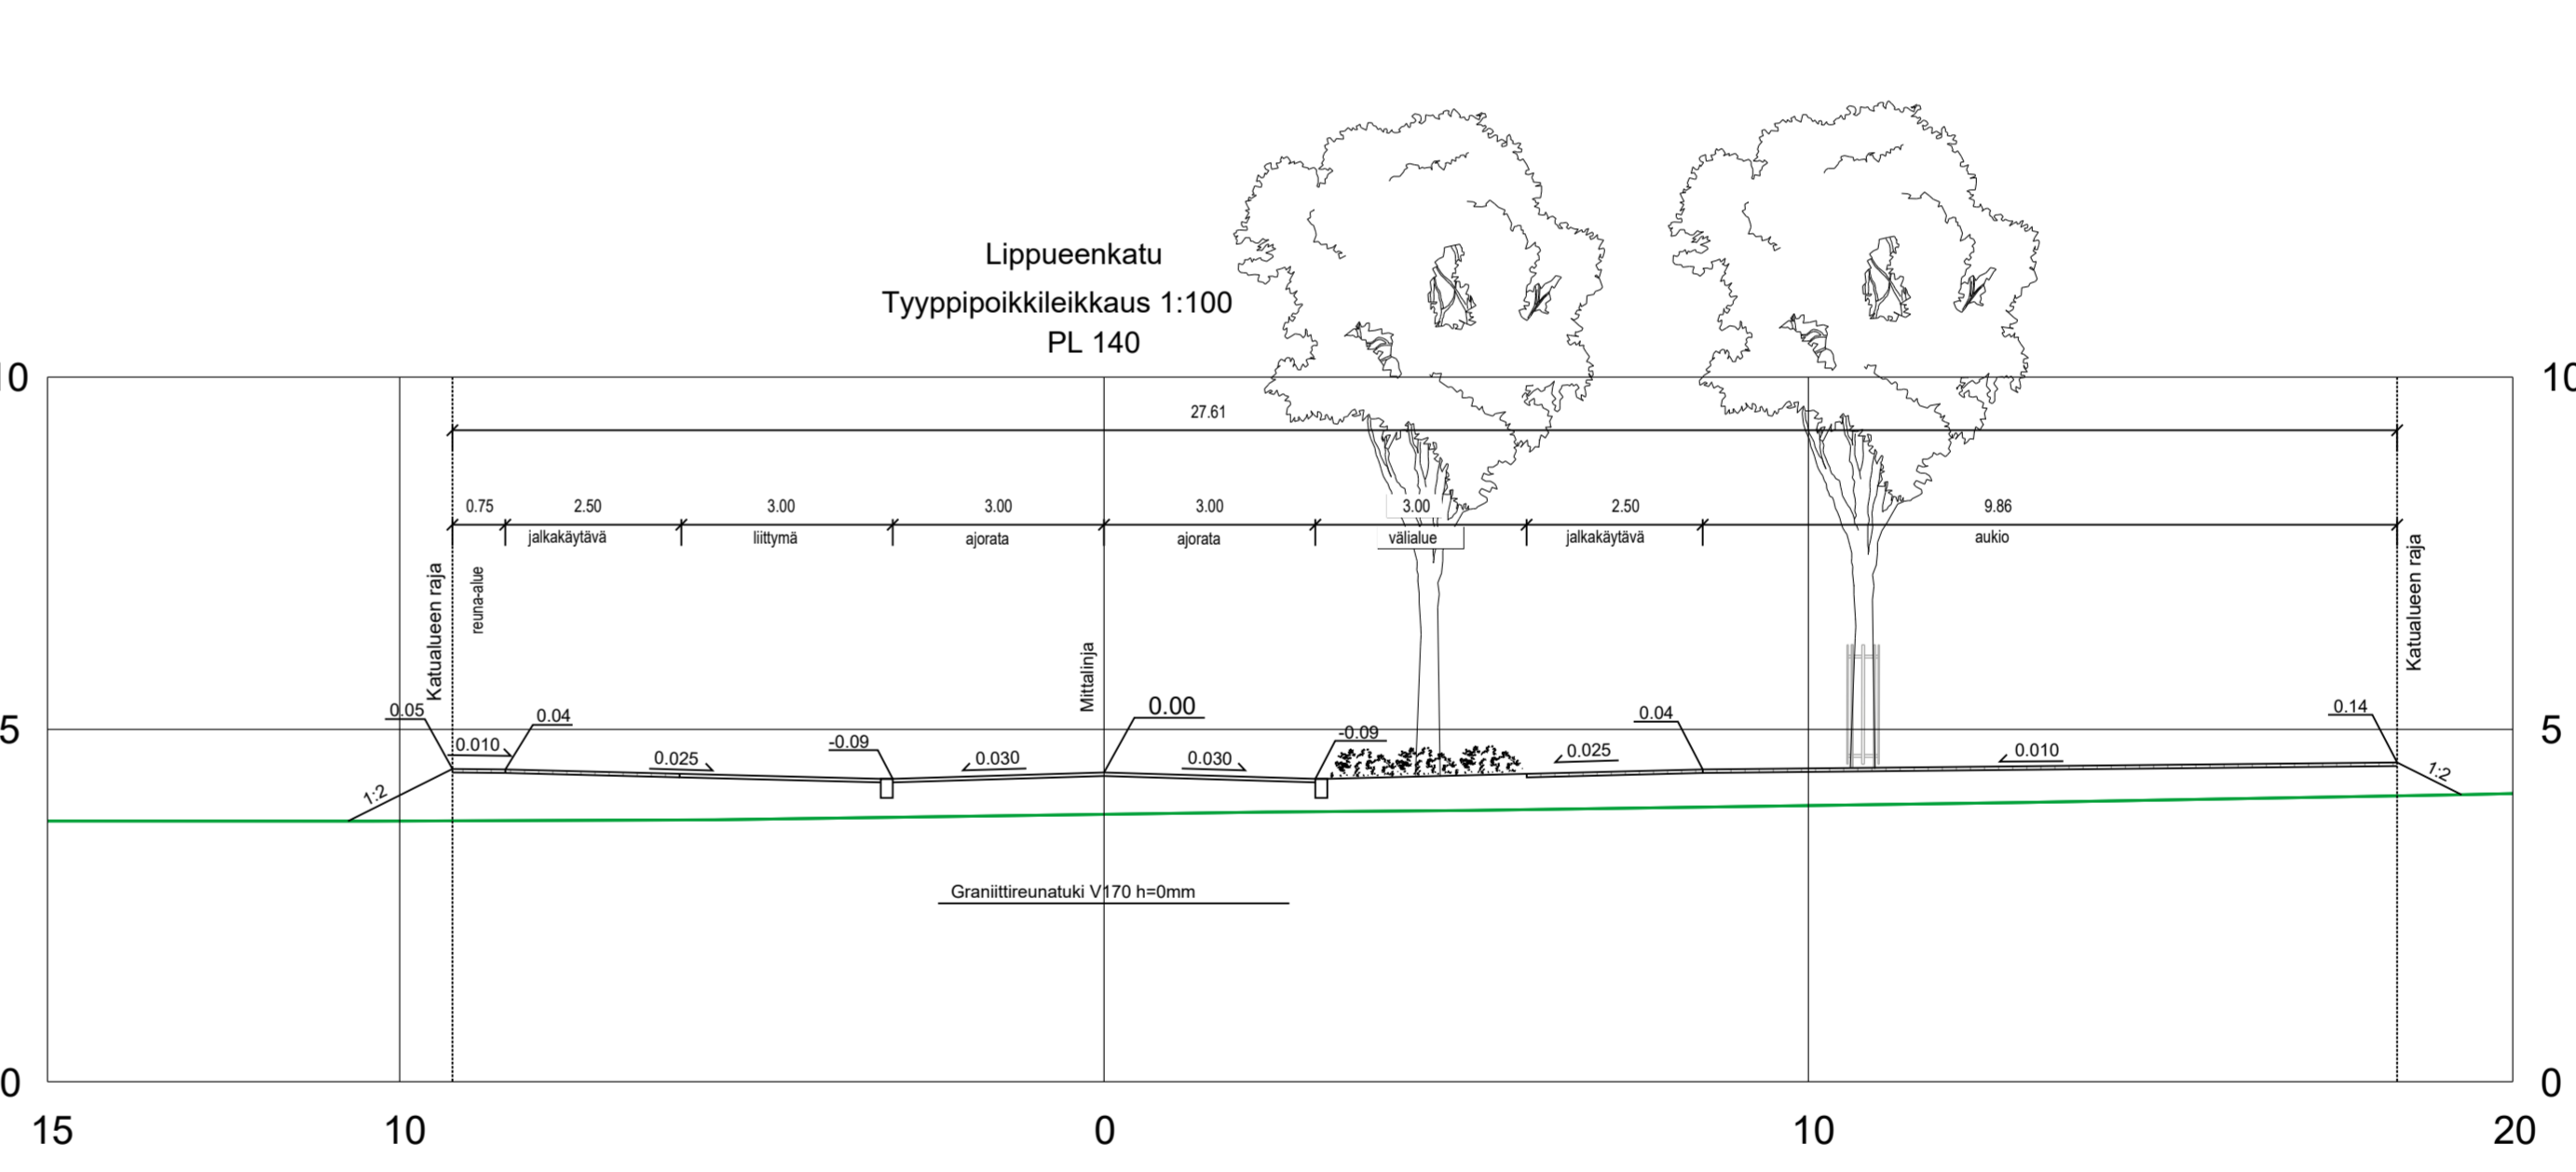 Lippueenkatu
Tyyppipoikkileikkaus 1:100
PL 140
10
10
27.61
0.75
2.50
3.00
3.00
3.00
3.00
2.50
9.86
jalkakäytävä
liittymä
ajorata
ajorata
välialue
jalkakäytävä
aukio
Katualueen raja
reuna-alue
Mittalinja
Katualueen raja
0.05
0.04
-0.09
0.00
-0.09
0.04
0.14
5
5
0.010
0.025
0.030
0.030
0.025
0.010
1:2
1:2
Graniittireunatuki V170 h=0mm
0
0
15
10
0
10
20